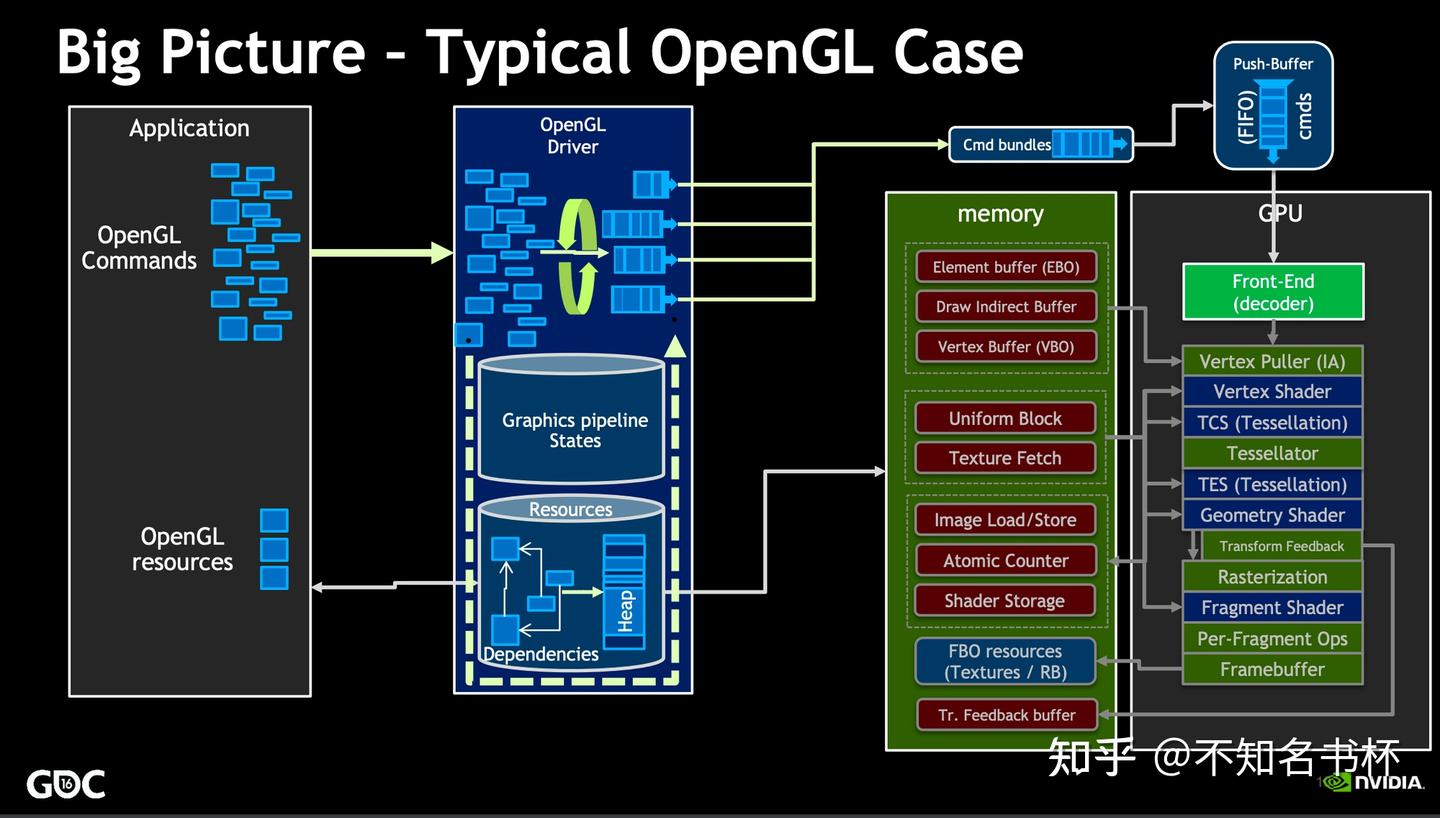 Big Picture – Typical OpenGL Case
Application
OpenGL
Commands
OpenGL
resources
OpenGL
Driver
Graphics pipeline
States
Resources
Heap
Dependencies
Cmd bundles
Push-Buffer
(FIFO)
cmds
memory
Element buffer (EBO)
Draw Indirect Buffer
Vertex Buffer (VBO)
Uniform Block
Texture Fetch
Image Load/Store
Atomic Counter
Shader Storage
FBO resources
(Textures / RB)
Tr. Feedback buffer
GPU
Front-End
(decoder)
Vertex Puller (IA)
Vertex Shader
TCS (Tessellation)
Tessellator
TES (Tessellation)
Geometry Shader
Transform Feedback
Rasterization
Fragment Shader
Per-Fragment Ops
Framebuffer
知乎 @不知名书杯
GDC 16
NVIDIA.